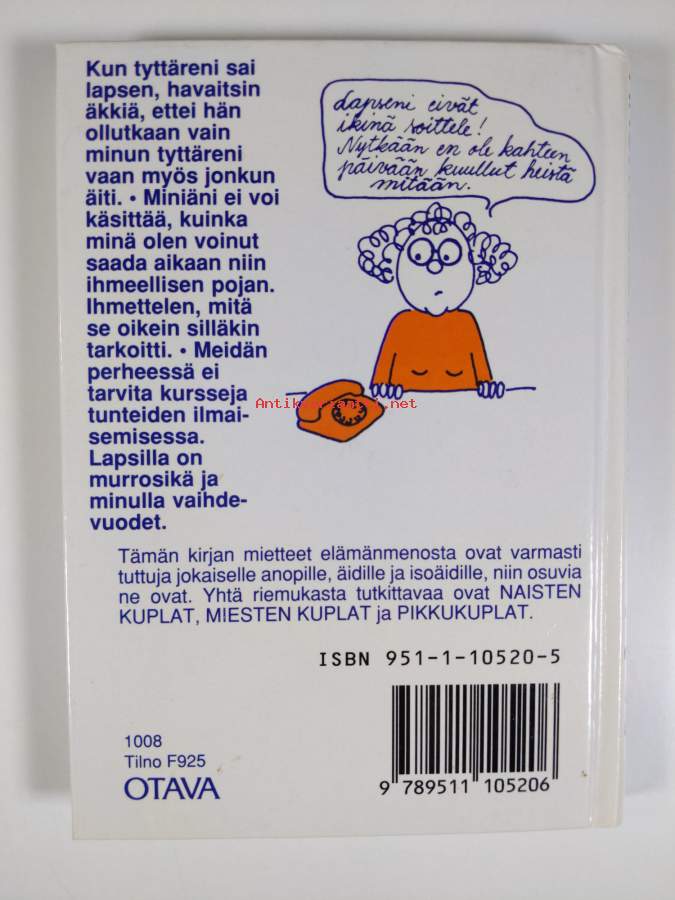 Kun tyttäreni sai
lapsen, havaitsin
äkkiä, ettei hän
ollutkaan vain
minun tyttäreni
vaan myös jonkun
äiti. • Miniäni ei voi
käsittää, kuinka
minä olen voinut
saada aikaan niin
ihmeellisen pojan.
Ihmettelen, mitä
se oikein silläkin
tarkoitti. • Meidän
perheessä ei
tarvita kursseja
tunteiden ilmai-
semisessa.
Lapsilla on
murrosikä ja
minulla vaihde-
vuodet.
Lapseni eivät
ikinä soittele!
Nytkään en ole kahteen
päivään kuullut heistä
mitään.
Tämän kirjan mietteet elämänmenosta ovat varmasti
tuttuja jokaiselle anopille, äidille ja isoäidille, niin osuvia
ne ovat. Yhtä riemukasta tutkittavaa ovat NAISTEN
KUPLAT, MIESTEN KUPLAT ja PIKKUKUPLAT.
ISBN 951-1-10520-5
1008
Tilno F925
OTAVA
9 789511 105206